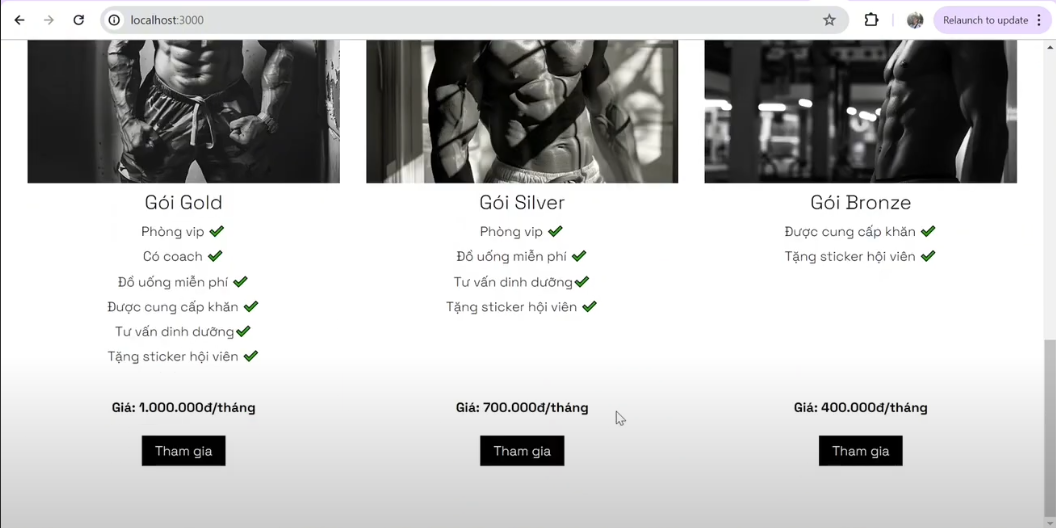 localhost:3000
Relaunch to update
Gói Gold
Phòng vip ✔
Có coach ✔
Đồ uống miễn phí ✔
Được cung cấp khăn ✔
Tư vấn dinh dưỡng✔
Tặng sticker hội viên ✔
Giá: 1.000.000đ/tháng
Tham gia
Gói Silver
Phòng vip ✔
Đồ uống miễn phí ✔
Tư vấn dinh dưỡng✔
Tặng sticker hội viên ✔
Giá: 700.000đ/tháng
Tham gia
Gói Bronze
Được cung cấp khăn ✔
Tặng sticker hội viên ✔
Giá: 400.000đ/tháng
Tham gia